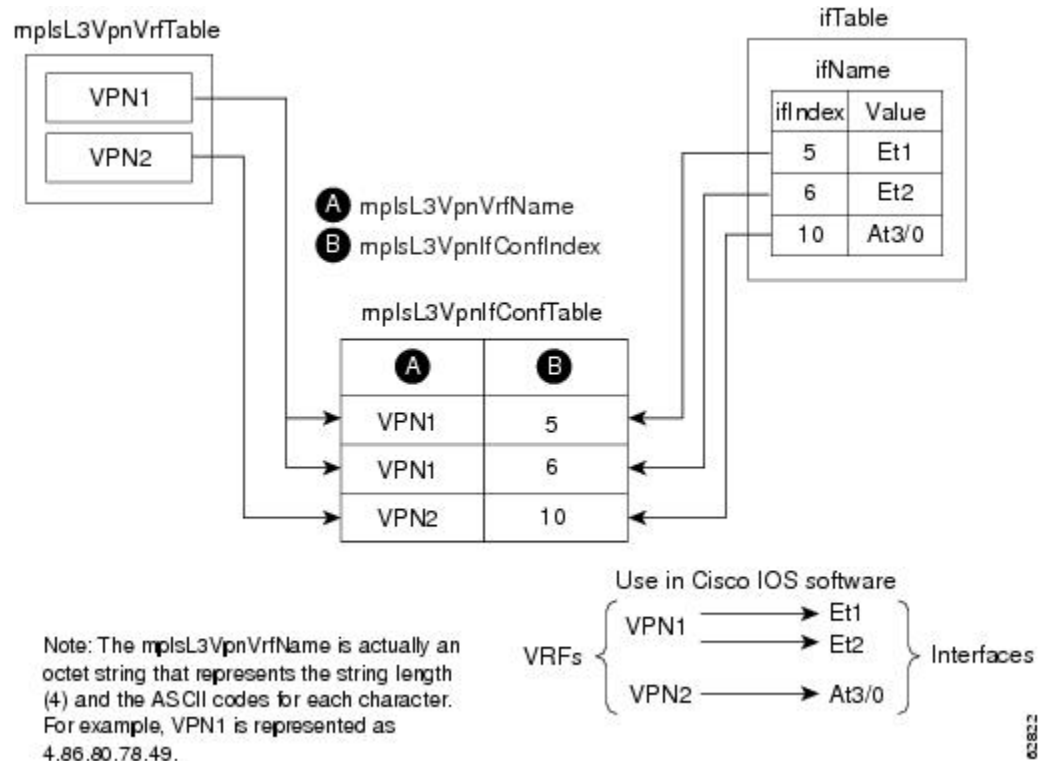 mplsL3VpnVrfTable
VPN1
VPN2
ifTable
ifName
ifIndex Value
5 Et1
6 Et2
10 At3/0
A mplsL3VpnVrfName
B mplsL3VpnIfConfIndex
mplsL3VpnIfConfTable
A B
VPN1 5
VPN1 6
VPN2 10
Note: The mplsL3VpnVrfName is actually an
octet string that represents the string length
(4) and the ASCII codes for each character.
For example, VPN1 is represented as
4.86.80.78.49.
Use in Cisco IOS software
VRFs
VPN1
Et1
Et2
VPN2
At3/0
Interfaces
62822